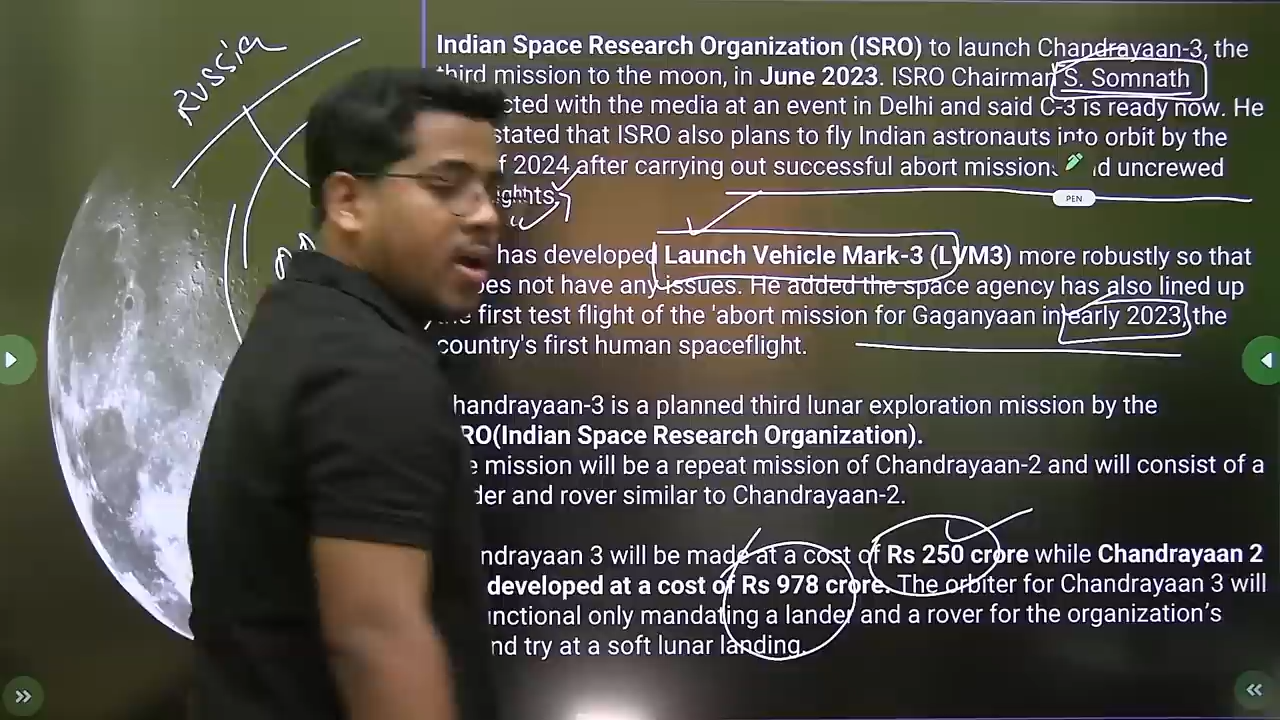 Russia
Indian Space Research Organization (ISRO) to launch Chandrayaan-3, the
third mission to the moon, in June 2023. ISRO Chairman S. Somnath
cted with the media at an event in Delhi and said C-3 is ready now. He
stated that ISRO also plans to fly Indian astronauts into orbit by the
f 2024 after carrying out successful abort missions nd uncrewed
ights.
PEN
has developed Launch Vehicle Mark-3 (LVM3) more robustly so that
oes not have any issues. He added the space agency has also lined up
the first test flight of the 'abort mission for Gaganyaan in early 2023, the
country's first human spaceflight.
handrayaan-3 is a planned third lunar exploration mission by the
RO(Indian Space Research Organization).
e mission will be a repeat mission of Chandrayaan-2 and will consist of a
der and rover similar to Chandrayaan-2.
ndrayaan 3 will be made at a cost of Rs 250 crore while Chandrayaan 2
developed at a cost of Rs 978 crore. The orbiter for Chandrayaan 3 will
unctional only mandating a lander and a rover for the organization's
nd try at a soft lunar landing.